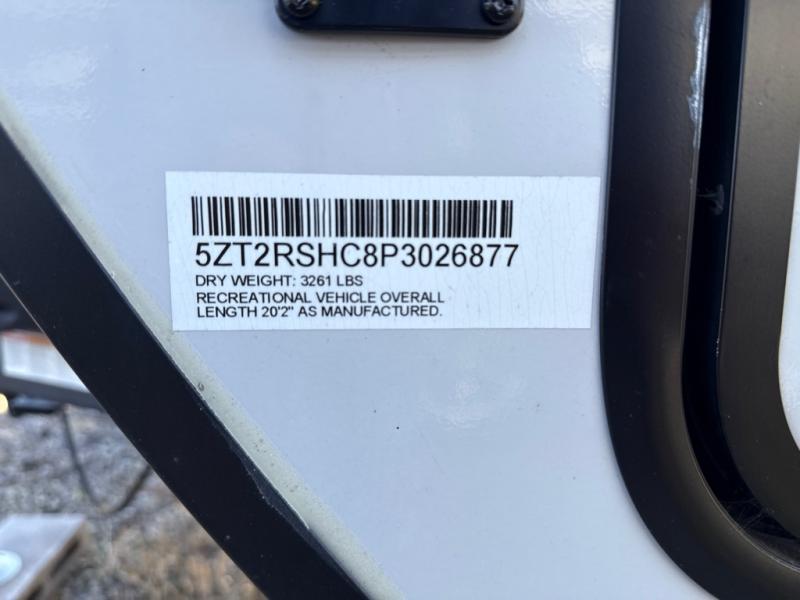 5ZT2RSHC8P3026877
DRY WEIGHT: 3261 LBS
RECREATIONAL VEHICLE OVERALL
LENGTH 20'2" AS MANUFACTURED.